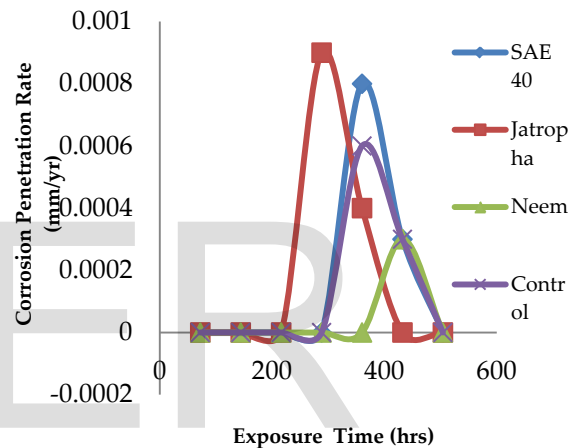 0.001
0.0008
0.0006
0.0004
0.0002
0
-0.0002
0
200
400
600
Corrosion Penetration Rate
(mm/yr)
Exposure Time (hrs)
SAE
40
Jatrop
ha
Neem
Contr
ol
ER